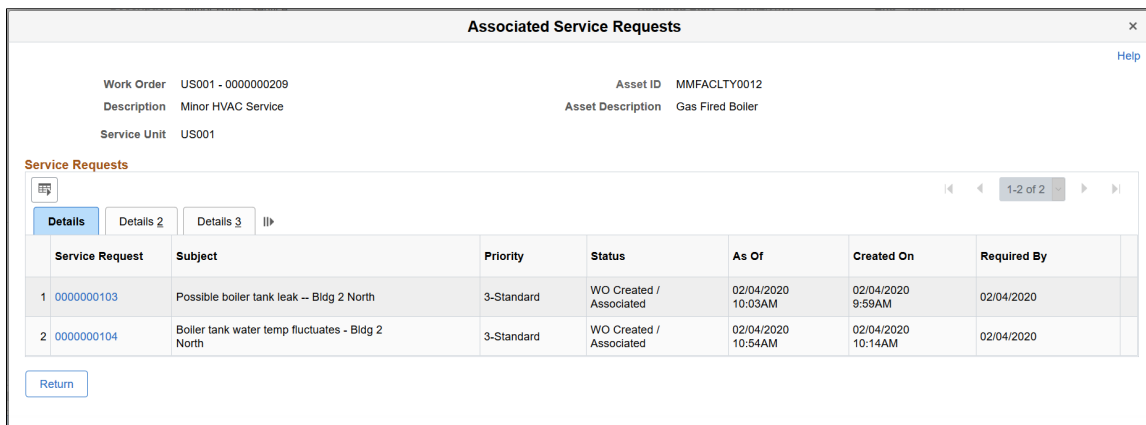 Associated Service Requests ×
Help
Work Order US001 - 0000000209 Asset ID MMFACLTY0012
Description Minor HVAC Service Asset Description Gas Fired Boiler
Service Unit US001
Service Requests
1-2 of 2
Details Details 2 Details 3
Service Request Subject Priority Status As Of Created On Required By
1 0000000103 Possible boiler tank leak -- Bldg 2 North 3-Standard WO Created / Associated 02/04/2020 10:03AM 02/04/2020 9:59AM 02/04/2020
2 0000000104 Boiler tank water temp fluctuates - Bldg 2 North 3-Standard WO Created / Associated 02/04/2020 10:54AM 02/04/2020 10:14AM 02/04/2020
Return